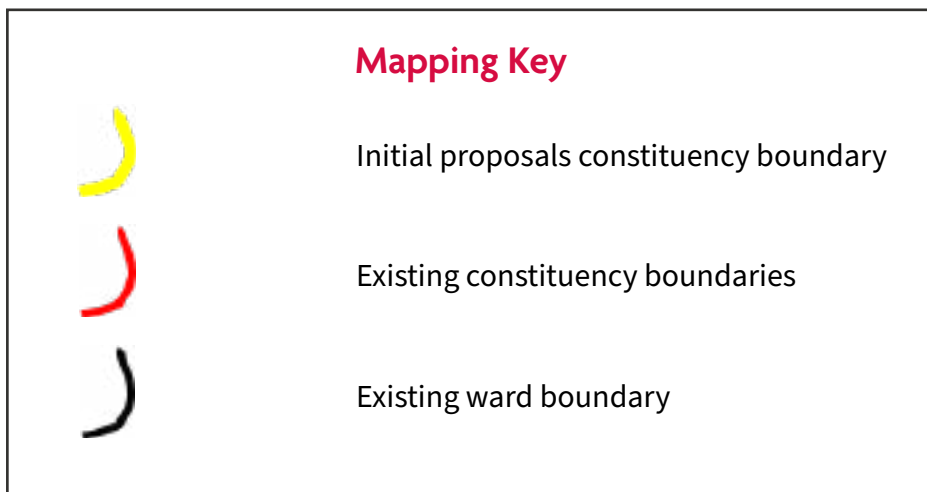 Mapping Key
Initial proposals constituency boundary
Existing constituency boundaries
Existing ward boundary